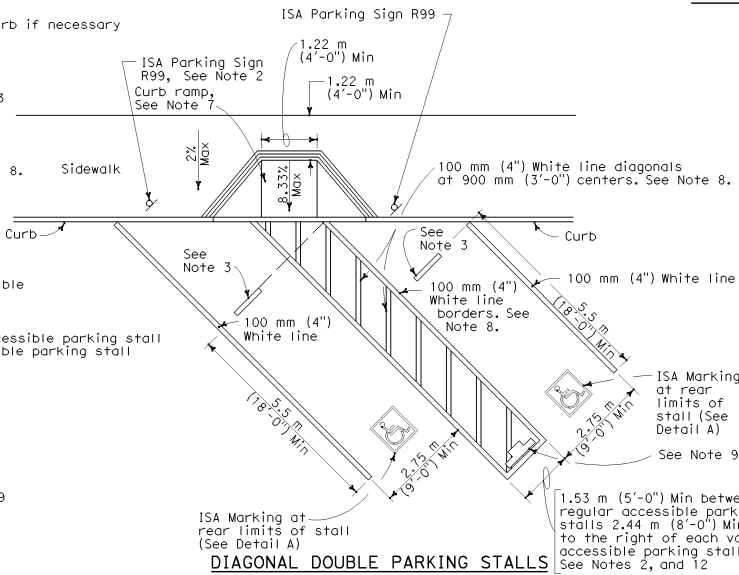 rb if necessary
ISA Parking Sign R99
1.22 m
(4'-0") Min
ISA Parking Sign
R99, See Note 2
Curb ramp,
See Note 7
1.22 m
(4'-0") Min
3
8.
Sidewalk
2%
Max
8.33%
Max
100 mm (4") White line diagonals
at 900 mm (3'-0") centers. See Note 8.
Curb
See
Note 3
See
Note 3
Curb
ble
100 mm (4") White line
100 mm (4")
White line
borders. See
Note 8.
100 mm (4")
White line
5.5 m
(18'-0") Min
ccessible parking stall
ble parking stall
5.5 m
(18'-0") Min
ISA Marking
at rear
limits of
stall (See
Detail A)
2.75 m
(9'-0") Min
2.75 m
(9'-0") Min
See Note 9
9
ISA Marking at
rear limits of stall
(See Detail A)
1.53 m (5'-0") Min betwe
regular accessible park
stalls 2.44 m (8'-0") Min
to the right of each va
accessible parking stall
See Notes 2, and 12
DIAGONAL DOUBLE PARKING STALLS